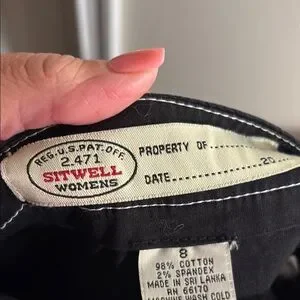 REG. U.S. PAT. OFF.
2.471
SITWELL
WOMENS
PROPERTY OF
DATE 20
8
98% COTTON
2% SPANDEX
MADE IN SRI LANKA
RN 66170
MACHINE WASH COLD